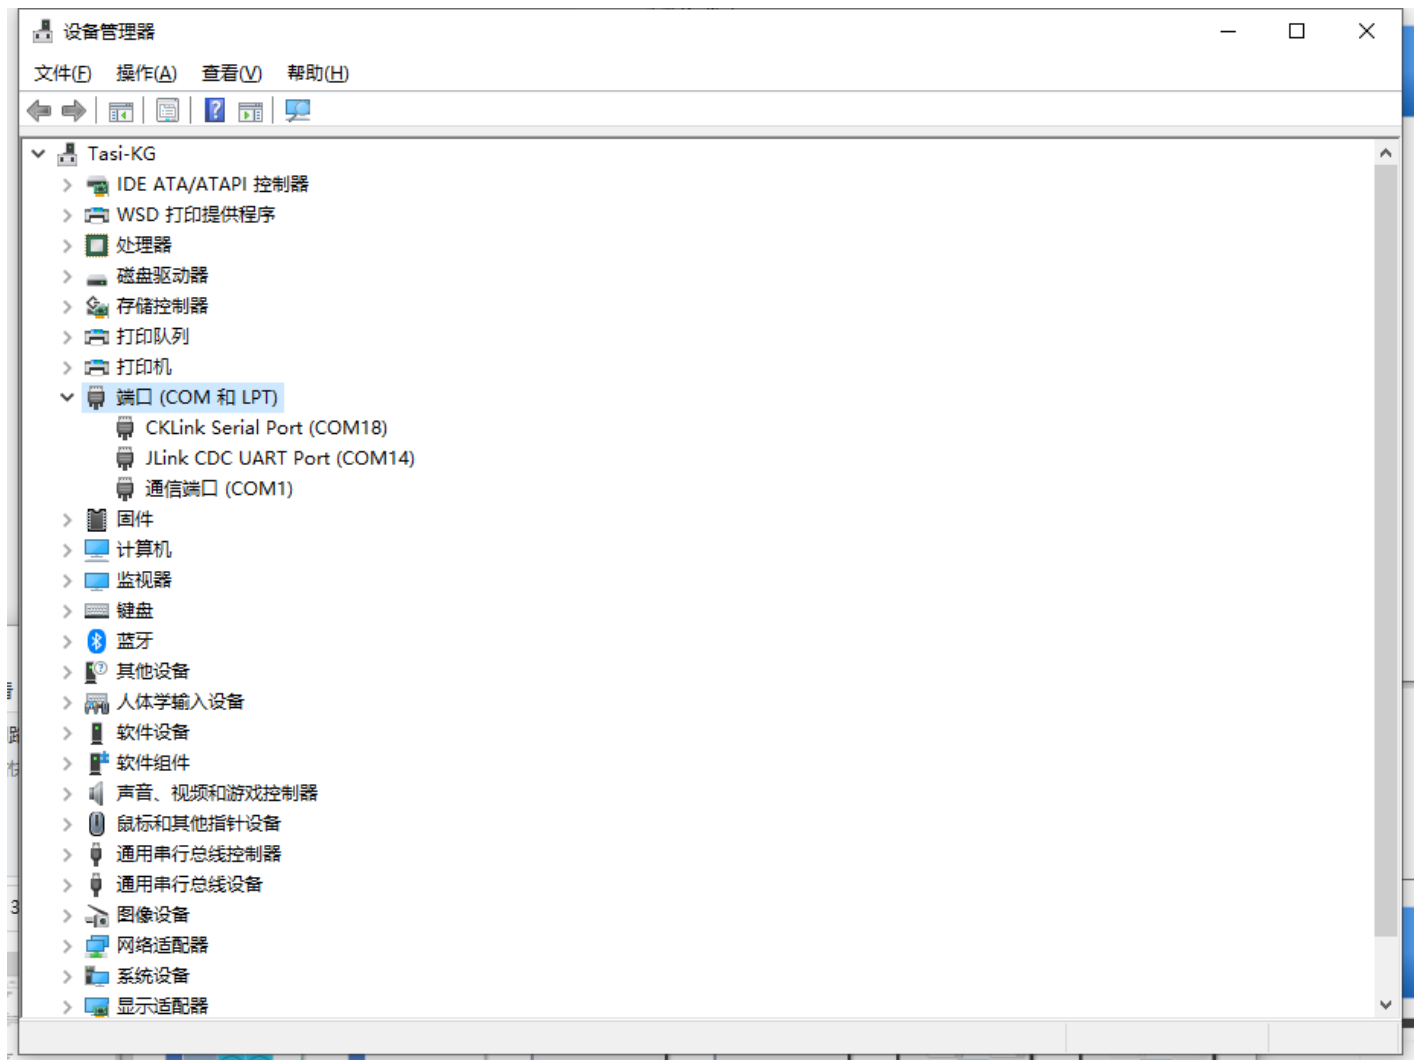 设备管理器
文件(F) 操作(A) 查看(V) 帮助(H)
Tasi-KG
IDE ATA/ATAPI 控制器
WSD 打印提供程序
处理器
磁盘驱动器
存储控制器
打印队列
打印机
端口 (COM 和 LPT)
CKLink Serial Port (COM18)
JLink CDC UART Port (COM14)
通信端口 (COM1)
固件
计算机
监视器
键盘
蓝牙
其他设备
人体学输入设备
软件设备
软件组件
声音、视频和游戏控制器
鼠标和其他指针设备
通用串行总线控制器
通用串行总线设备
3
图像设备
网络适配器
系统设备
显示适配器